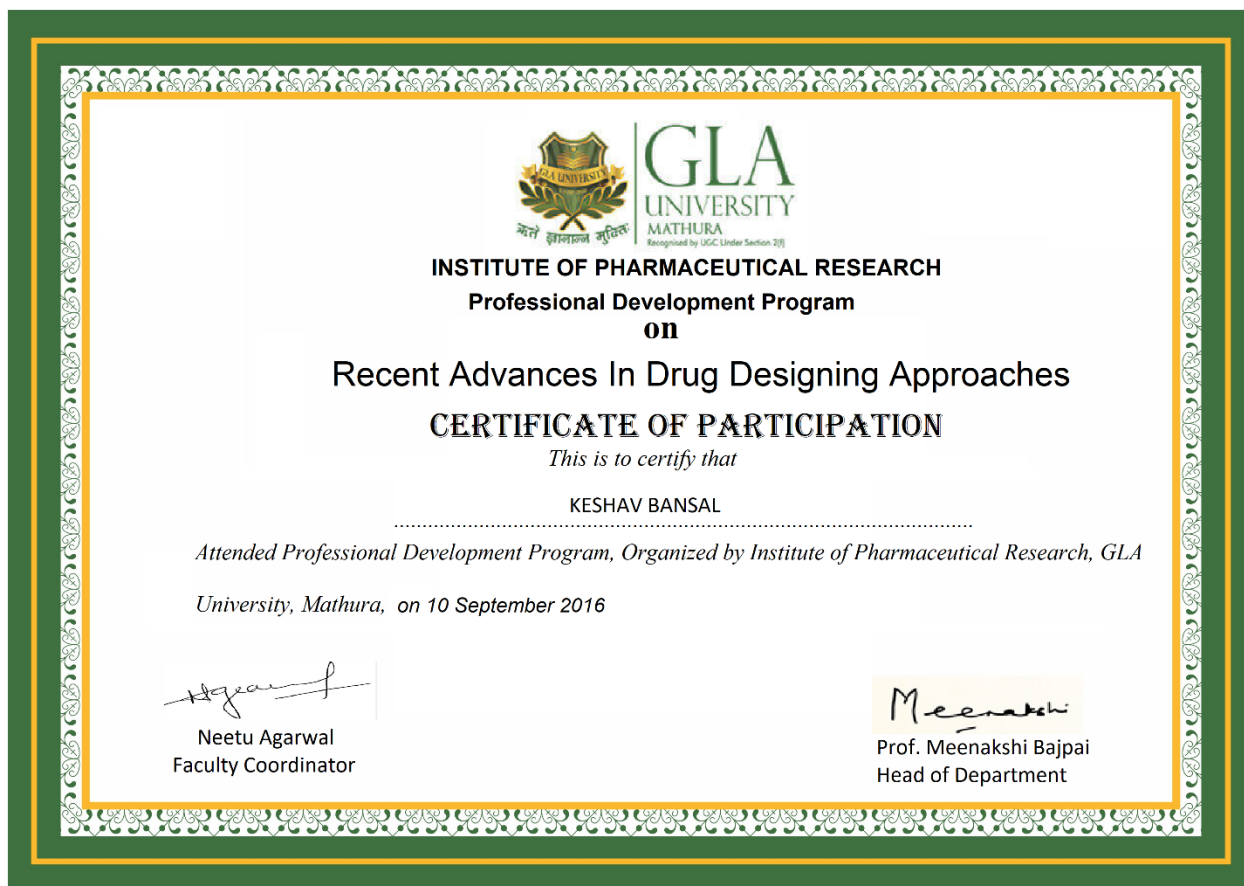 GLA UNIVERSITY
ऋते ज्ञानान्न मुक्तिः
GLA
UNIVERSITY
MATHURA
Recognised by UGC Under Section 2(f)
INSTITUTE OF PHARMACEUTICAL RESEARCH
Professional Development Program
on
Recent Advances In Drug Designing Approaches
CERTIFICATE OF PARTICIPATION
This is to certify that
KESHAV BANSAL
Attended Professional Development Program, Organized by Institute of Pharmaceutical Research, GLA
University, Mathura, on 10 September 2016
Neetu Agarwal
Faculty Coordinator
Meenakshi
Prof. Meenakshi Bajpai
Head of Department